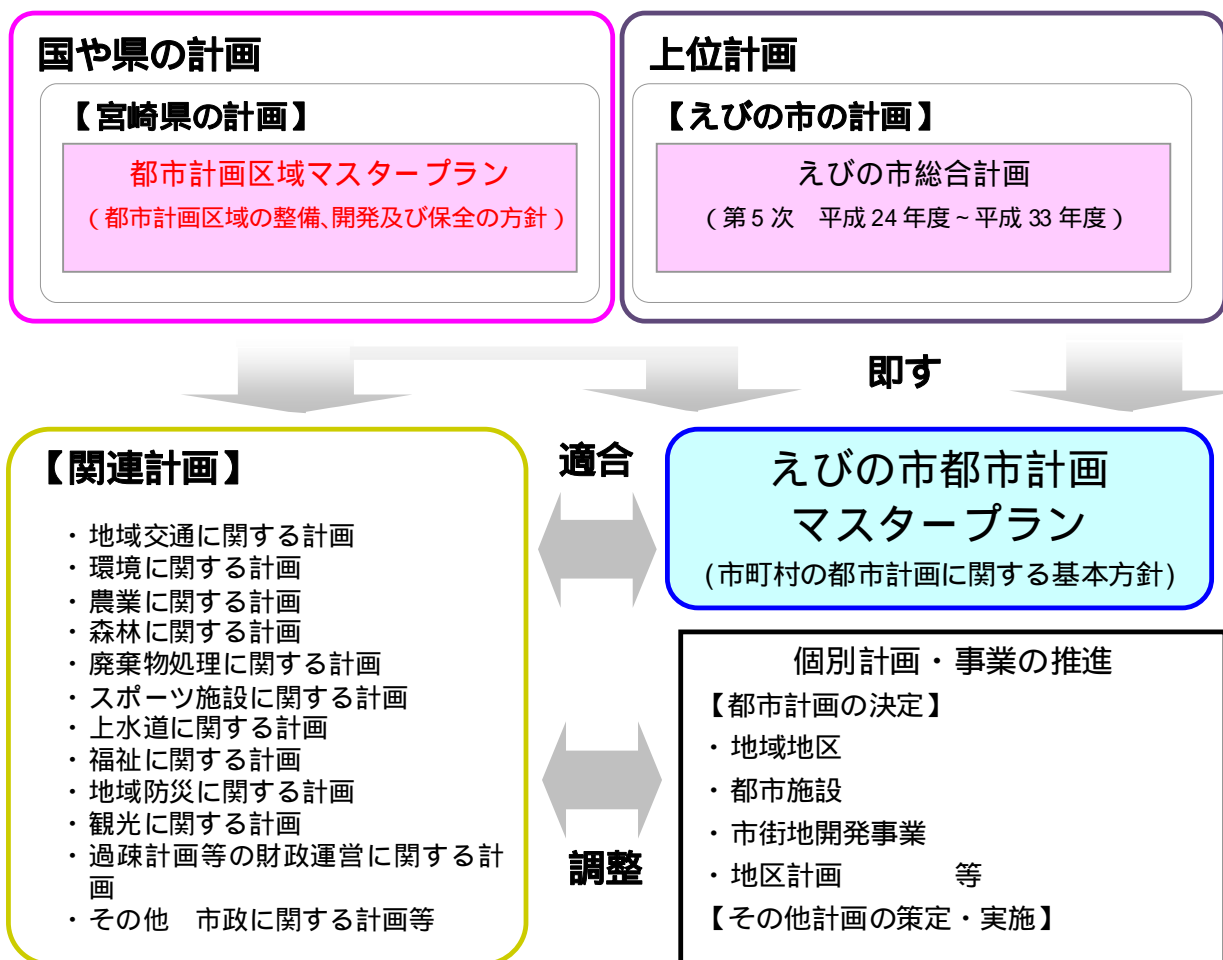 国や県の計画
【宮崎県の計画】
都市計画区域マスタープラン
（都市計画区域の整備、開発及び保全の方針）
上位計画
【えびの市の計画】
えびの市総合計画
（第5次　平成24年度～平成33年度）
即す
【関連計画】
・地域交通に関する計画
・環境に関する計画
・農業に関する計画
・森林に関する計画
・廃棄物処理に関する計画
・スポーツ施設に関する計画
・上水道に関する計画
・福祉に関する計画
・地域防災に関する計画
・観光に関する計画
・過疎計画等の財政運営に関する計
画
・その他　市政に関する計画等
適合
調整
えびの市都市計画
マスタープラン
(市町村の都市計画に関する基本方針)
個別計画・事業の推進
【都市計画の決定】
・地域地区
・都市施設
・市街地開発事業
・地区計画　　　　等
【その他計画の策定・実施】